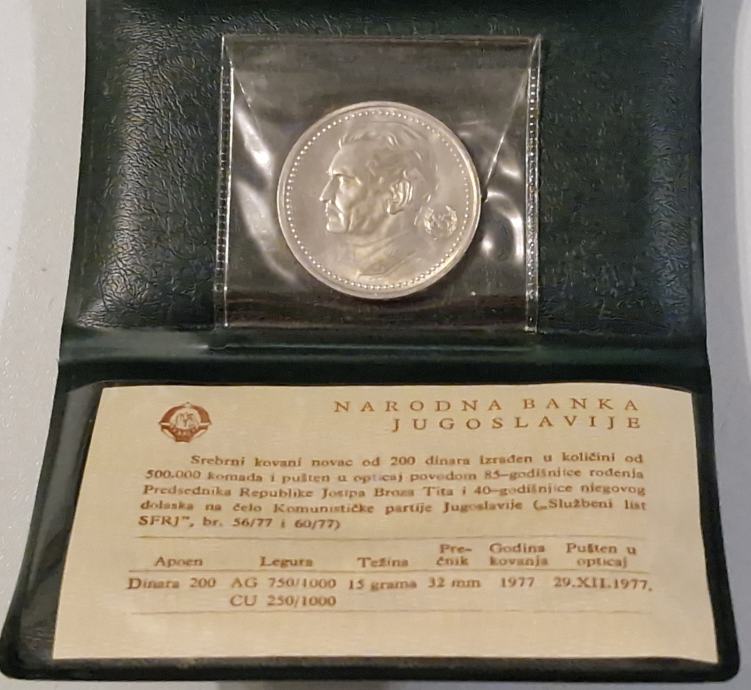 NARODNA BANKA
JUGOSLAVIJE
Srebrni kovani novac od 200 dinara izrađen u količini od
500.000 komada i pušten u opticaj povodom 85-godišnjice rođenja
Predsednika Republike Josipa Broza Tita i 40-godišnjice njegovog
dolaska na čelo Komunističke partije Jugoslavije („Službeni list
SFRJ”, br. 56/77 i 60/77)
Apoen Legura Težina Pre-čnik Godina kovanja Pušten u opticaj
Dinara 200 AG 750/1000 15 grama 32 mm 1977 29.XII.1977.
CU 250/1000